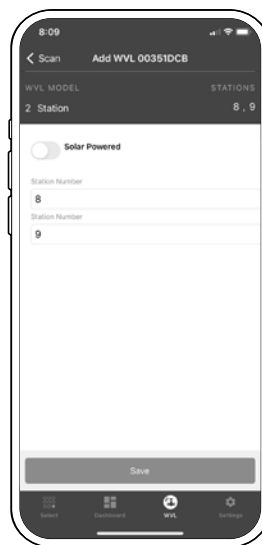 8:09
Scan Add WVL 00351DCB
WVL MODEL STATIONS
2 Station 8 , 9
Solar Powered
Station Number
8
Station Number
9
Save
Select Dashboard WVL Settings